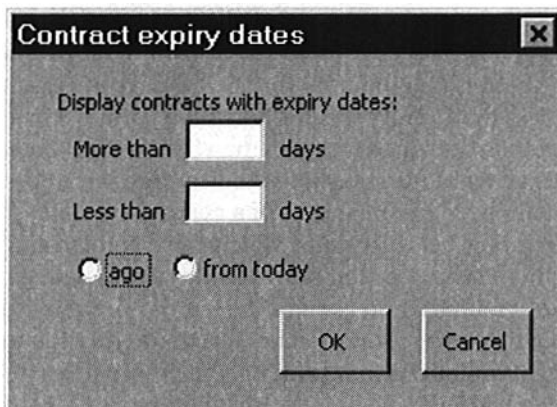 Contract expiry dates
Display contracts with expiry dates:
More than days
Less than days
ago from today
OK Cancel